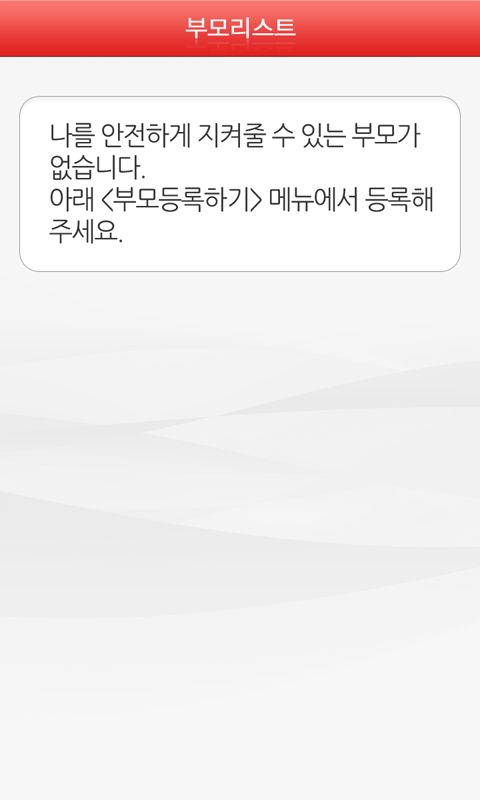 부모리스트
나를 안전하게 지켜줄 수 있는 부모가
없습니다.
아래 <부모등록하기> 메뉴에서 등록해
주세요.